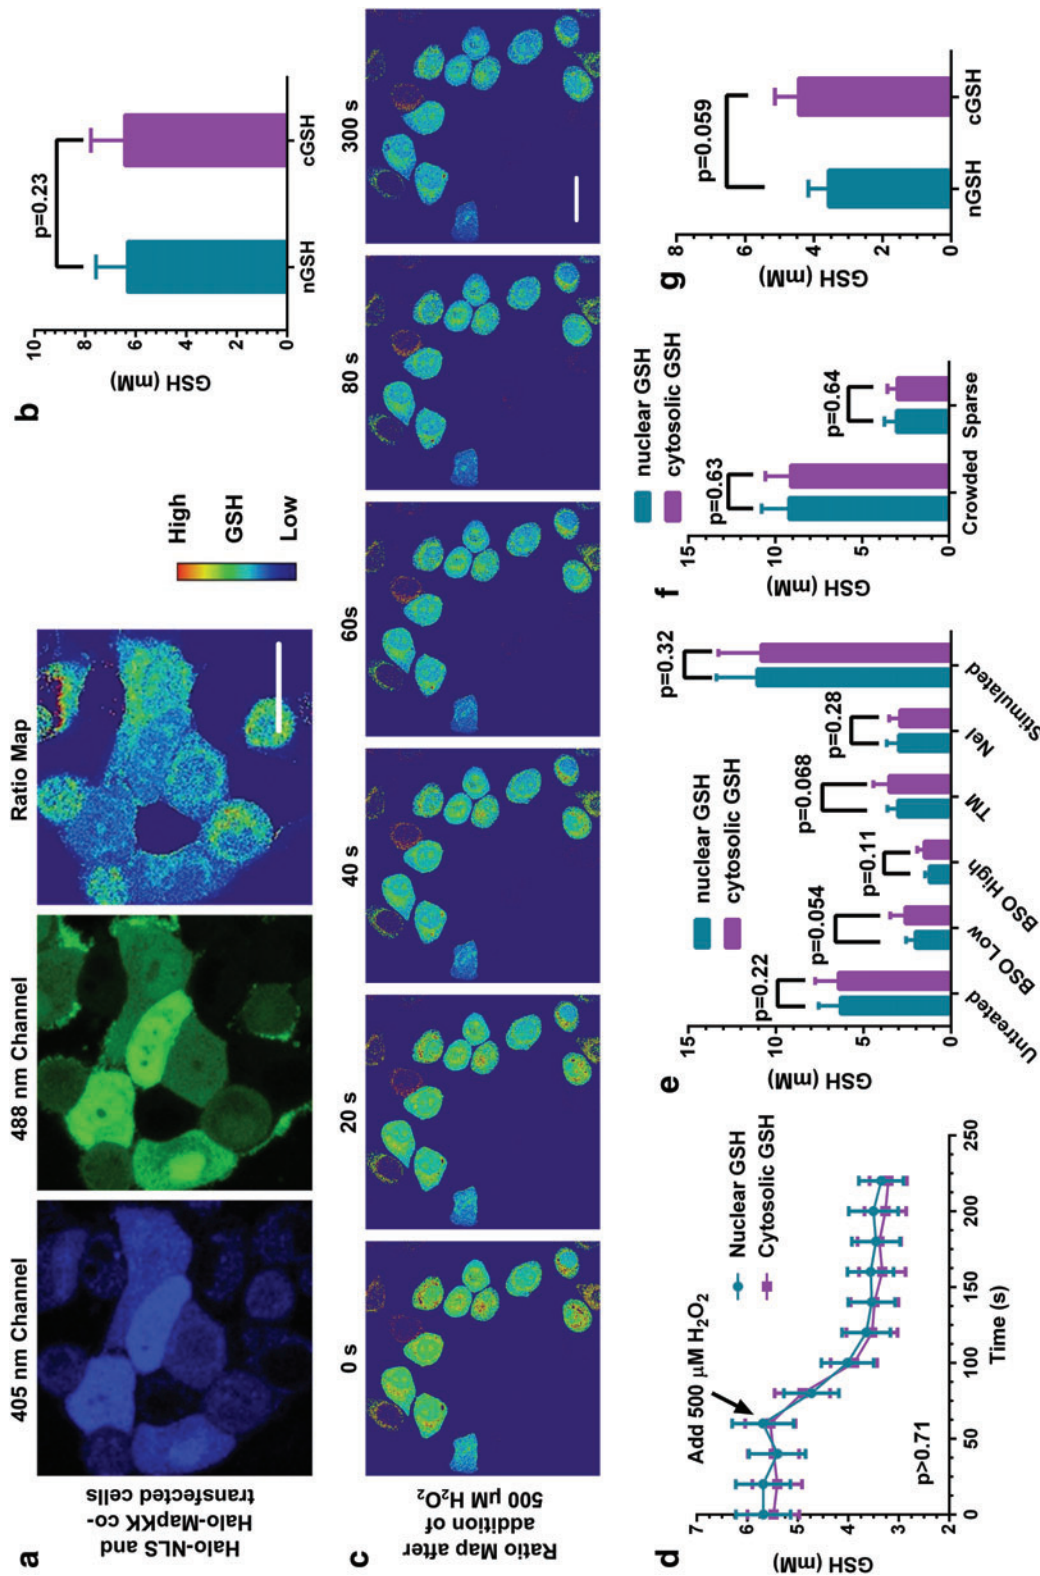 a
Halo-NLS and
Halo-MapKK co-
transfected cells
405 nm Channel
488 nm Channel
Ratio Map
High
GSH
Low
b
GSH (mM)
10
8
6
4
2
0
p=0.23
nGSH
cGSH
c
Ratio Map after
addition of
500 µM H₂O₂
0 s
20 s
40 s
60s
80 s
300 s
d
GSH (mM)
7
6
5
4
3
2
Add 500 µM H₂O₂
Nuclear GSH
Cytosolic GSH
p>0.71
0
50
100
150
200
250
Time (s)
e
GSH (mM)
15
10
5
0
nuclear GSH
cytosolic GSH
p=0.22
p=0.054
p=0.11
p=0.068
p=0.28
p=0.32
Untreated
BSO Low
BSO High
TM
Nel
Stimulated
f
GSH (mM)
15
10
5
0
nuclear GSH
cytosolic GSH
p=0.63
p=0.64
Crowded
Sparse
g
GSH (mM)
8
6
4
2
0
p=0.059
nGSH
cGSH